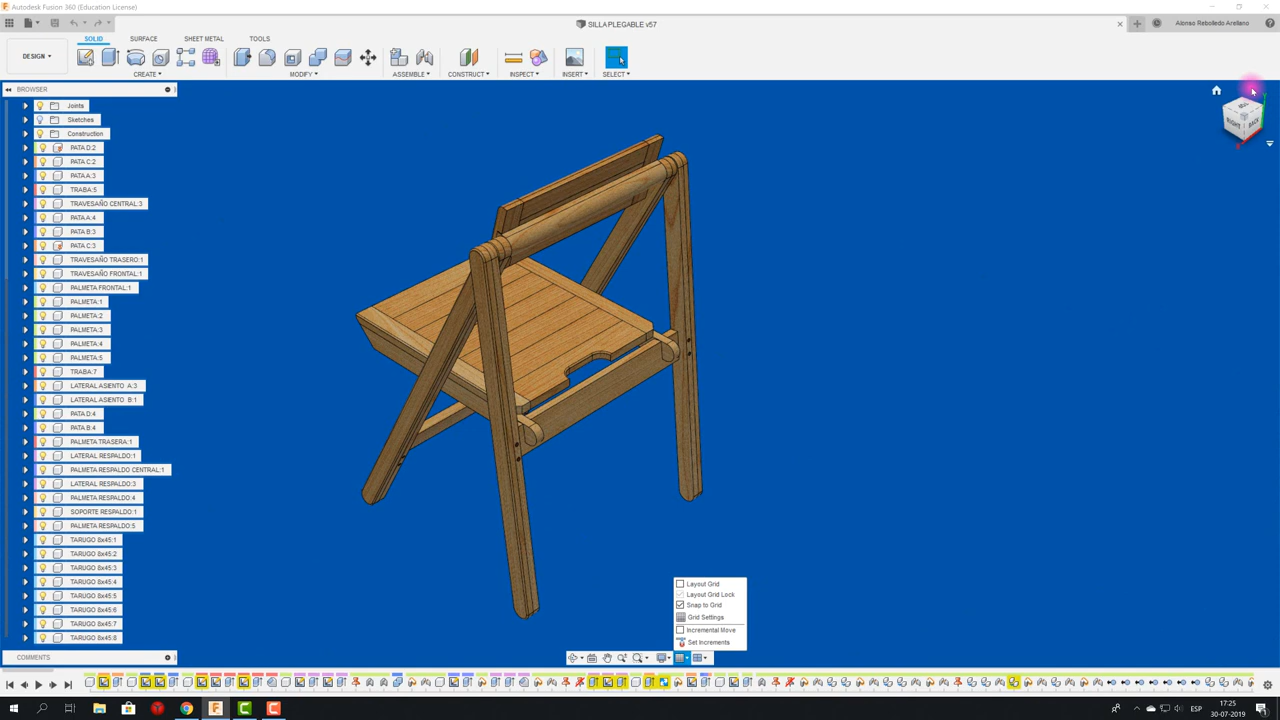 Autodesk Fusion 360 (Education License)
SILLA PLEGABLE v57
Alonso Rebolledo Arellano
DESIGN
SOLID
SURFACE
SHEET METAL
TOOLS
CREATE
MODIFY
ASSEMBLE
CONSTRUCT
INSPECT
INSERT
SELECT
BROWSER
Joints
Sketches
Construction
PATA D:2
PATA C:2
PATA A:3
TRABA:5
TRAVESAÑO CENTRAL:3
PATA A:4
PATA B:3
PATA C:3
TRAVESAÑO TRASERO:1
TRAVESAÑO FRONTAL:1
PALMETA FRONTAL:1
PALMETA:1
PALMETA:2
PALMETA:3
PALMETA:4
PALMETA:5
TRABA:7
LATERAL ASIENTO A:3
LATERAL ASIENTO B:1
PATA D:4
PATA B:4
PALMETA TRASERA:1
LATERAL RESPALDO:1
PALMETA RESPALDO CENTRAL:1
LATERAL RESPALDO:3
PALMETA RESPALDO:4
SOPORTE RESPALDO:1
PALMETA RESPALDO:5
TARUGO 8x45:1
TARUGO 8x45:2
TARUGO 8x45:3
TARUGO 8x45:4
TARUGO 8x45:5
TARUGO 8x45:6
TARUGO 8x45:7
TARUGO 8x45:8
RIGHT
BACK
Layout Grid
Layout Grid Lock
Snap to Grid
Grid Settings
Incremental Move
Set Increments
COMMENTS
ESP
17:25
30-07-2019